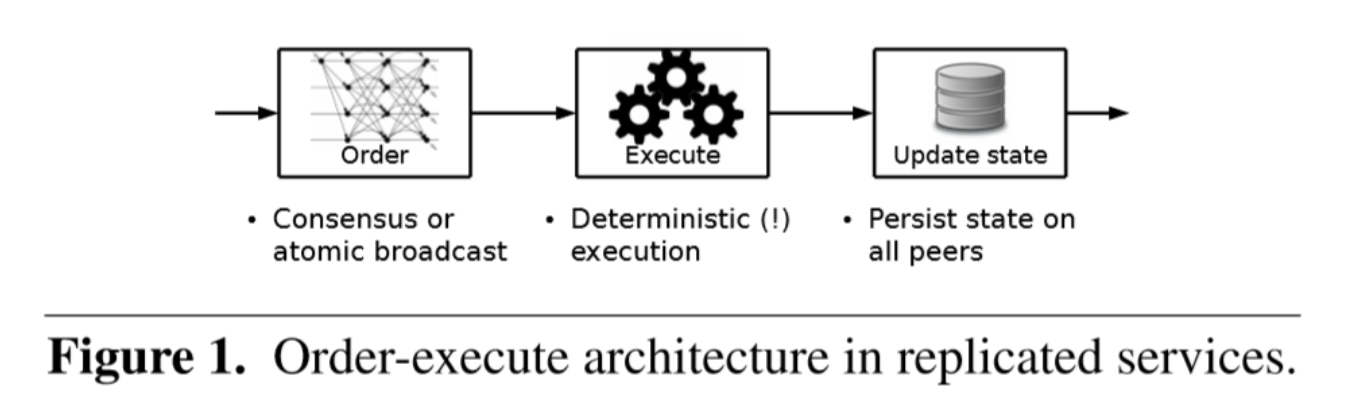 Order
Execute
Update state
• Consensus or
atomic broadcast
• Deterministic (!)
execution
• Persist state on
all peers
Figure 1. Order-execute architecture in replicated services.